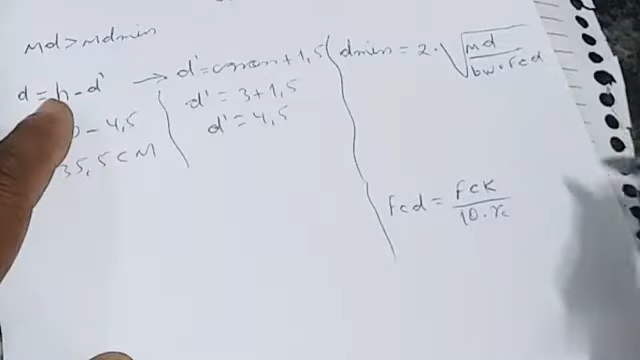 Md > Mdmin
d = h - d' → d' = cnom + 1,5
d' = 3 + 1,5
- 4,5
d' = 4,5
35,5 CM
dmin = 2 · √ md / bw · fcd
Fcd = FCK / 10 · γc